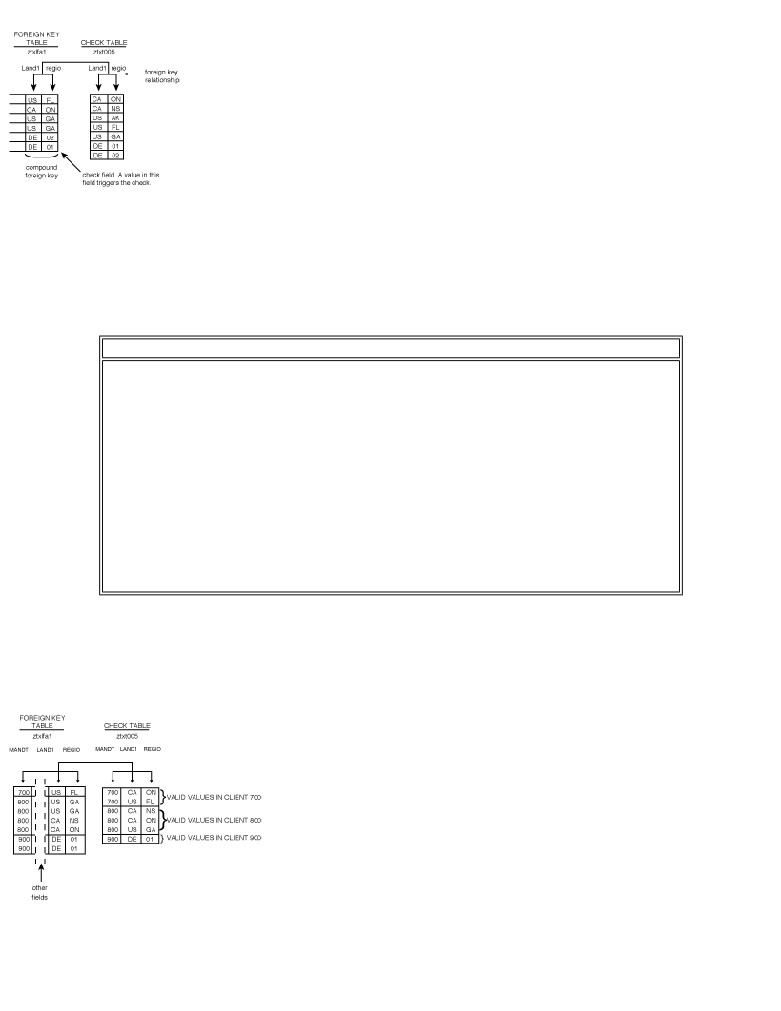 FOREIGN KEY
TABLE CHECK TABLE
ztxlfa1 ztxt005
Land1 regio Land1 regio
foreign key
relationship
US FL CA ON
CA ON CA NS
US GA US AK
US GA US FL
DE 02 US GA
DE 01 DE 01
DE 02
compound
foreign key
check field. A value in this
field triggers the check.
FOREIGN KEY
TABLE CHECK TABLE
ztxlfa1 ztxt005
MANDT LAND1 REGIO MANDT LAND1 REGIO
700 US FL 700 CA ON
US GA 700 US FL
VALID VALUES IN CLIENT 700
800 US GA 800 CA NS
800 CA NS 800 CA ON VALID VALUES IN CLIENT 800
800 CA ON 800 US GA
900 DE 01 900 DE 01 VALID VALUES IN CLIENT 900
900 DE 01
other
fields